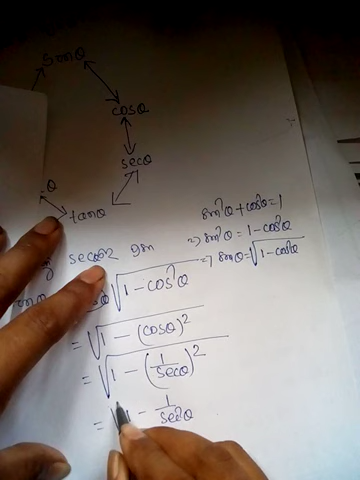 sinθ
cosθ
secθ
.θ
tanθ
sin²θ + cos²θ = 1
⇒ sin²θ = 1 - cos²θ
⇒ sinθ = √(1 - cos²θ)
secθ
√(1 - cos²θ)
= √(1 - (cosθ)²)
= √(1 - (1/secθ)²)
= 1 - 1/sec²θ